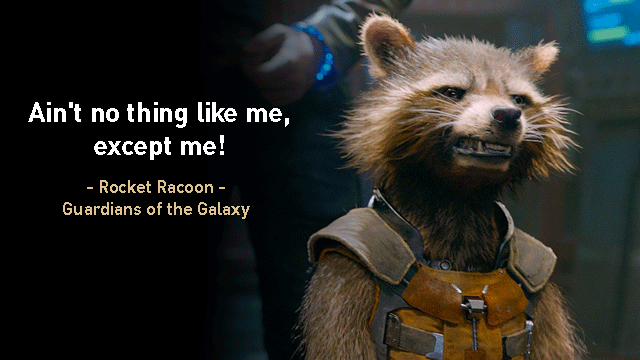 Ain't no thing like me,
except me!
- Rocket Racoon -
Guardians of the Galaxy